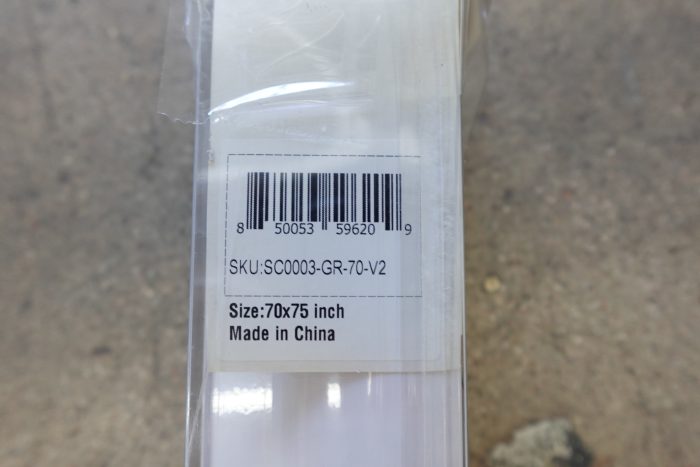 8 50053 59620 9
SKU:SC0003-GR-70-V2
Size:70x75 inch
Made in China